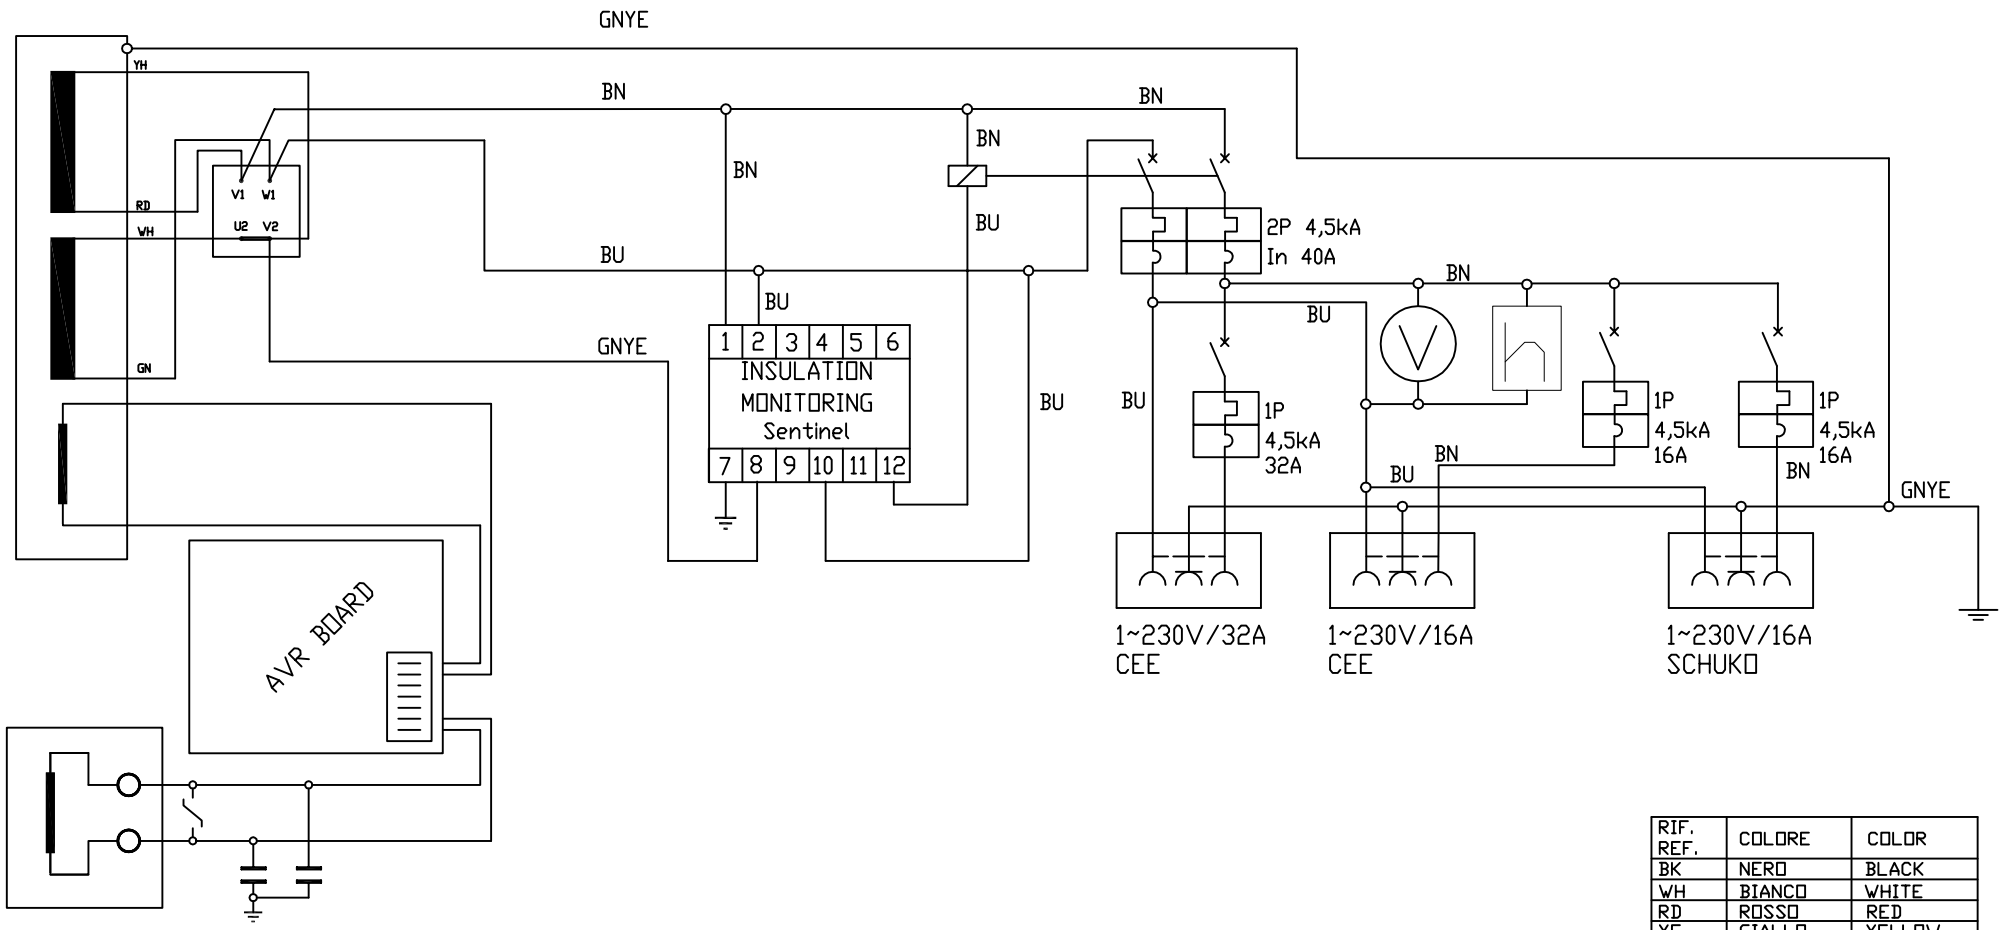 GNYE
YH
BN
BN
BN
BN
V1 W1
RD
U2 V2
WH
BU
BU
2P 4,5kA
In 40A
BN
BU
BU
GNYE
1 2 3 4 5 6
INSULATION
MONITORING
Sentinel
7 8 9 10 11 12
GN
V
h
BU
BU
1P
4,5kA
32A
1P
4,5kA
16A
1P
4,5kA
16A
BN
BU
BN
GNYE
AVR BOARD
1~230V/32A
CEE
1~230V/16A
CEE
1~230V/16A
SCHUKO
RIF.
REF. COLORE COLOR
BK NERO BLACK
WH BIANCO WHITE
RD ROSSO RED
YE GIALLO YELLOW